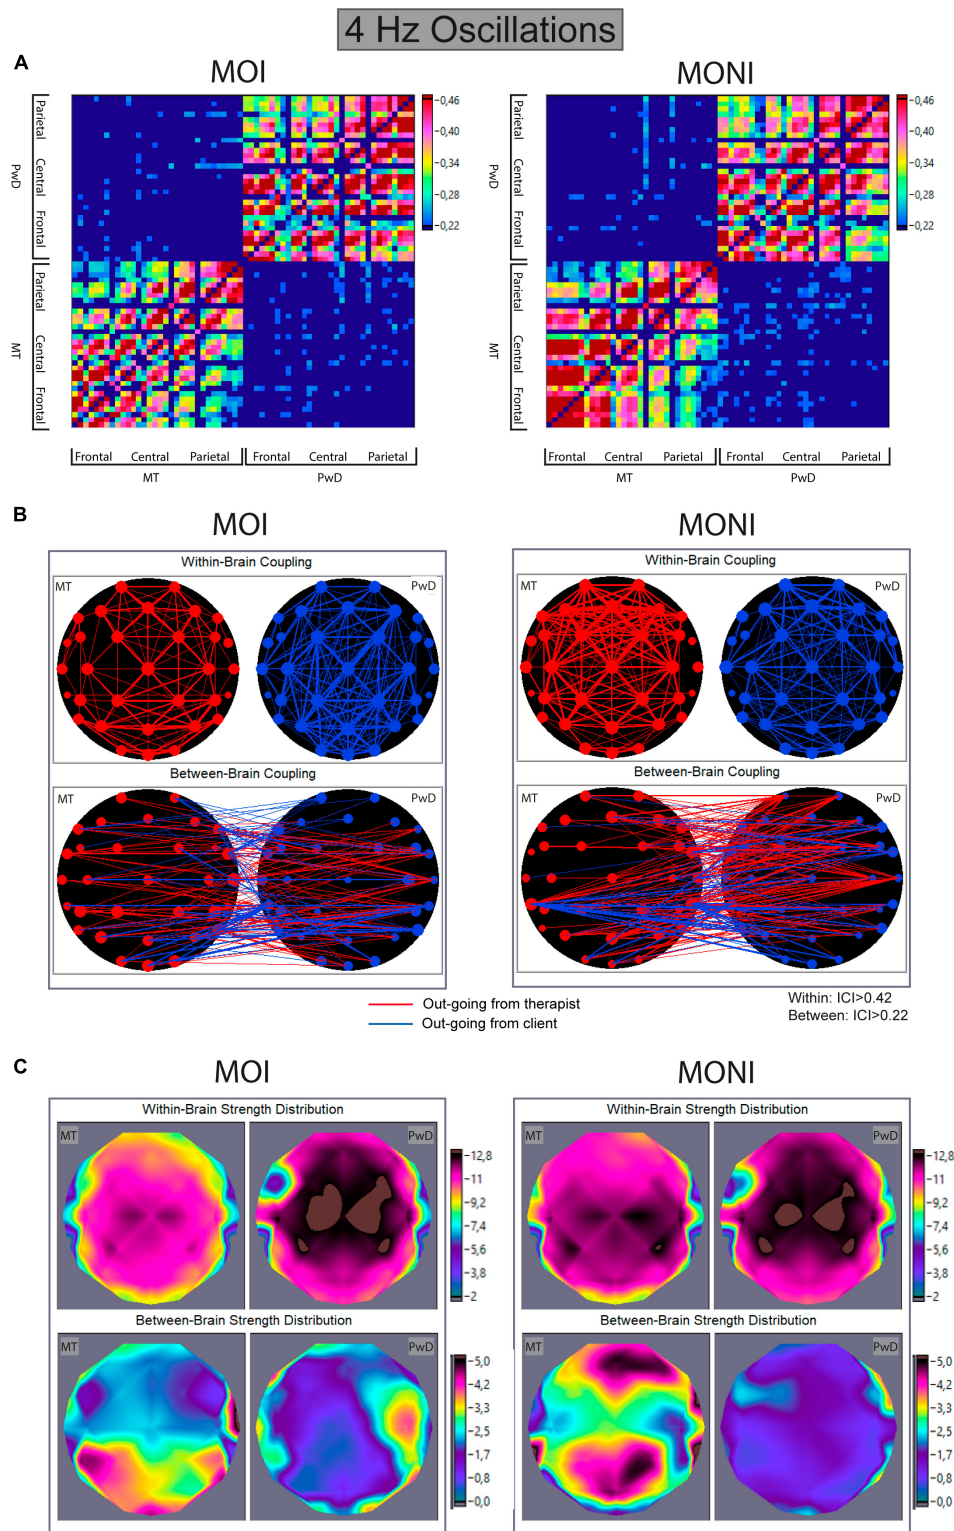 4 Hz Oscillations
A
MOI
MONI
Parietal
Central
Frontal
PwD
Parietal
Central
Frontal
MT
0,46
0,40
0,34
0,28
0,22
Frontal Central Parietal Frontal Central Parietal
MT PwD
Parietal
Central
Frontal
PwD
Parietal
Central
Frontal
MT
0,46
0,40
0,34
0,28
0,22
Frontal Central Parietal Frontal Central Parietal
MT PwD
B
MOI
MONI
Within-Brain Coupling
MT PwD
Between-Brain Coupling
MT PwD
Within-Brain Coupling
MT PwD
Between-Brain Coupling
MT PwD
Out-going from therapist
Out-going from client
Within: ICI>0.42
Between: ICI>0.22
C
MOI
MONI
Within-Brain Strength Distribution
MT PwD
12,8
11
9,2
7,4
5,6
3,8
2
Between-Brain Strength Distribution
MT PwD
5,0
4,2
3,3
2,5
1,7
0,8
0,0
Within-Brain Strength Distribution
MT PwD
12,8
11
9,2
7,4
5,6
3,8
2
Between-Brain Strength Distribution
MT PwD
5,0
4,2
3,3
2,5
1,7
0,8
0,0